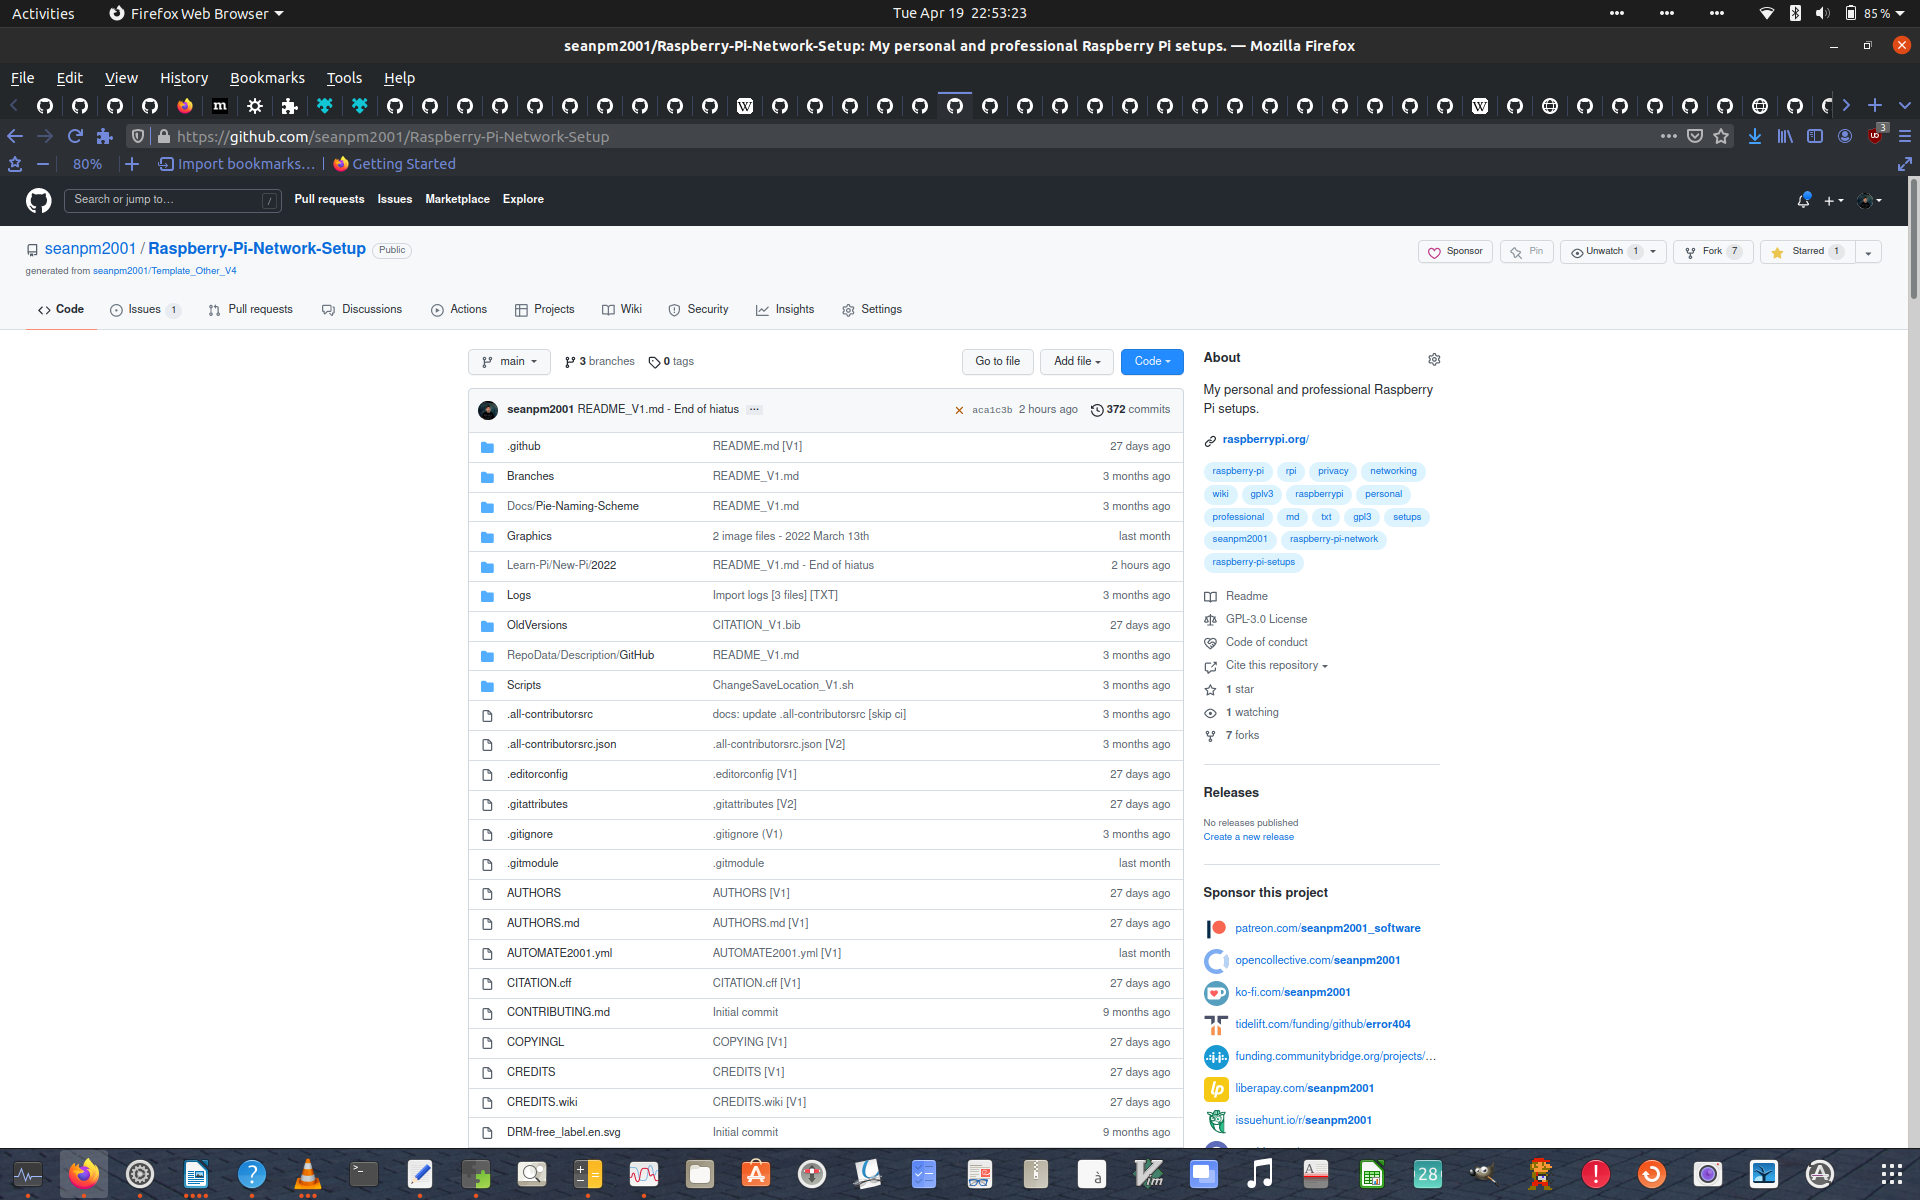 Activities Firefox Web Browser Tue Apr 19 22:53:23 85%
seanpm2001/Raspberry-Pi-Network-Setup: My personal and professional Raspberry Pi setups. — Mozilla Firefox
File Edit View History Bookmarks Tools Help
https://github.com/seanpm2001/Raspberry-Pi-Network-Setup 3
80% Import bookmarks... Getting Started
Search or jump to... / Pull requests Issues Marketplace Explore
seanpm2001 / Raspberry-Pi-Network-Setup Public Sponsor Pin Unwatch 1 Fork 7 Starred 1
generated from seanpm2001/Template_Other_V4
Code Issues 1 Pull requests Discussions Actions Projects Wiki Security Insights Settings
main 3 branches 0 tags Go to file Add file Code
seanpm2001 README_V1.md - End of hiatus ... aca1c3b 2 hours ago 372 commits
.github README.md [V1] 27 days ago
Branches README_V1.md 3 months ago
Docs/Pie-Naming-Scheme README_V1.md 3 months ago
Graphics 2 image files - 2022 March 13th last month
Learn-Pi/New-Pi/2022 README_V1.md - End of hiatus 2 hours ago
Logs Import logs [3 files] [TXT] 3 months ago
OldVersions CITATION_V1.bib 27 days ago
RepoData/Description/GitHub README_V1.md 3 months ago
Scripts ChangeSaveLocation_V1.sh 3 months ago
.all-contributorsrc docs: update .all-contributorsrc [skip ci] 3 months ago
.all-contributorsrc.json .all-contributorsrc.json [V2] 3 months ago
.editorconfig .editorconfig [V1] 27 days ago
.gitattributes ,gitattributes [V2] 27 days ago
.gitignore .gitignore (V1) 3 months ago
.gitmodule .gitmodule last month
AUTHORS AUTHORS [V1] 27 days ago
AUTHORS.md AUTHORS.md [V1] 27 days ago
AUTOMATE2001.yml AUTOMATE2001.yml [V1] last month
CITATION.cff CITATION.cff [V1] 27 days ago
CONTRIBUTING.md Initial commit 9 months ago
COPYINGL COPYING [V1] 27 days ago
CREDITS CREDITS [V1] 27 days ago
CREDITS.wiki CREDITS.wiki [V1] 27 days ago
DRM-free_label.en.svg Initial commit 9 months ago
About
My personal and professional Raspberry
Pi setups.
raspberrypi.org/
raspberry-pi rpi privacy networking
wiki gplv3 raspberrypi personal
professional md txt gpl3 setups
seanpm2001 raspberry-pi-network
raspberry-pi-setups
Readme
GPL-3.0 License
Code of conduct
Cite this repository
1 star
1 watching
7 forks
Releases
No releases published
Create a new release
Sponsor this project
patreon.com/seanpm2001_software
opencollective.com/seanpm2001
ko-fi.com/seanpm2001
tidelift.com/funding/github/error404
funding.communitybridge.org/projects/...
liberapay.com/seanpm2001
issuehunt.io/r/seanpm2001
28